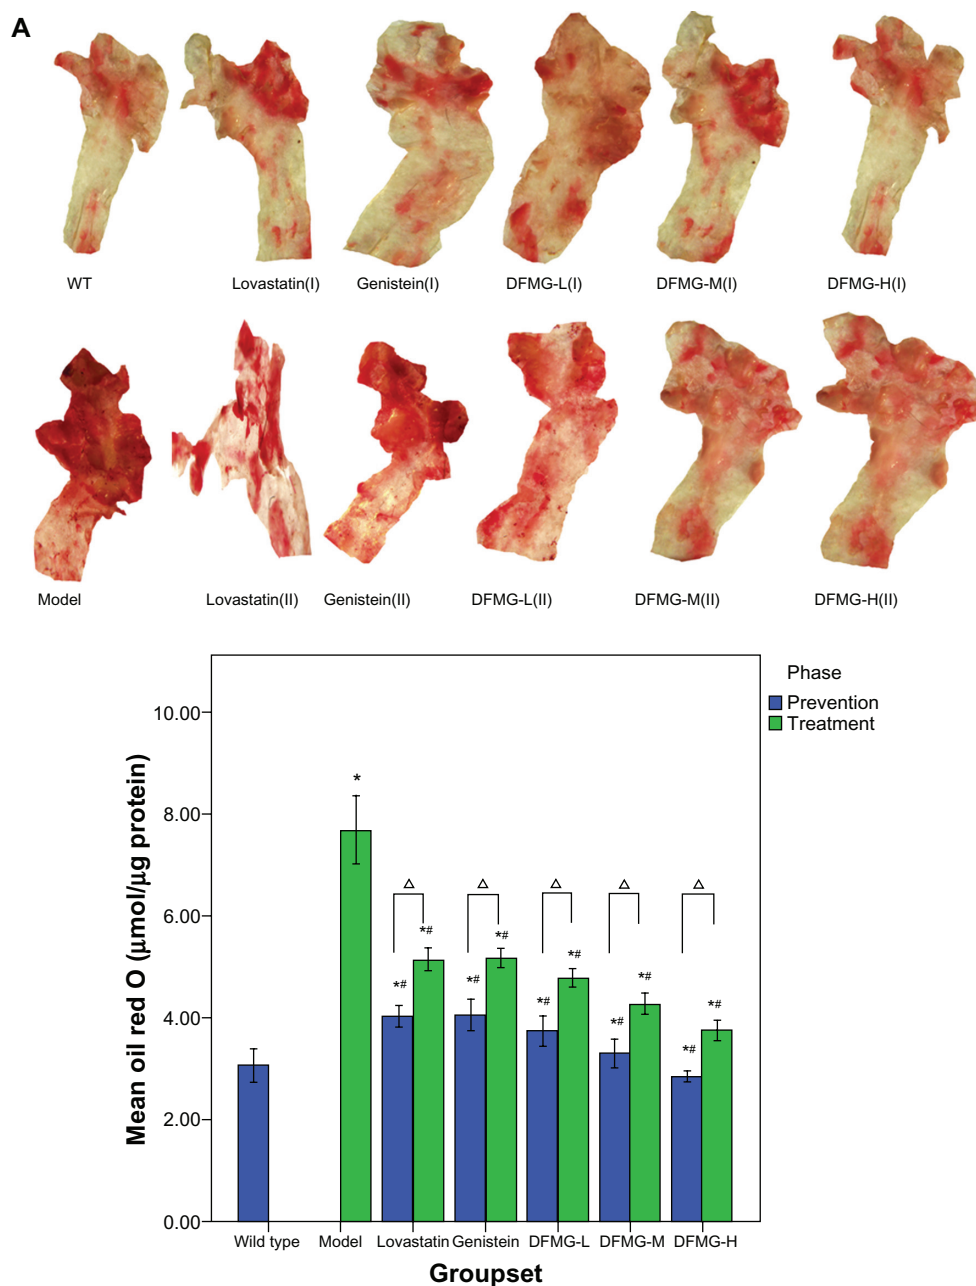 A
WT Lovastatin(I) Genistein(I) DFMG-L(I) DFMG-M(I) DFMG-H(I)
Model Lovastatin(II) Genistein(II) DFMG-L(II) DFMG-M(II) DFMG-H(II)
Phase
Prevention
Treatment
Mean oil red O (µmol/µg protein)
10.00
8.00
6.00
4.00
2.00
0.00
*
△ △ △ △ △
*# *# *# *# *#
*# *# *# *# *#
Wild type Model Lovastatin Genistein DFMG-L DFMG-M DFMG-H
Groupset